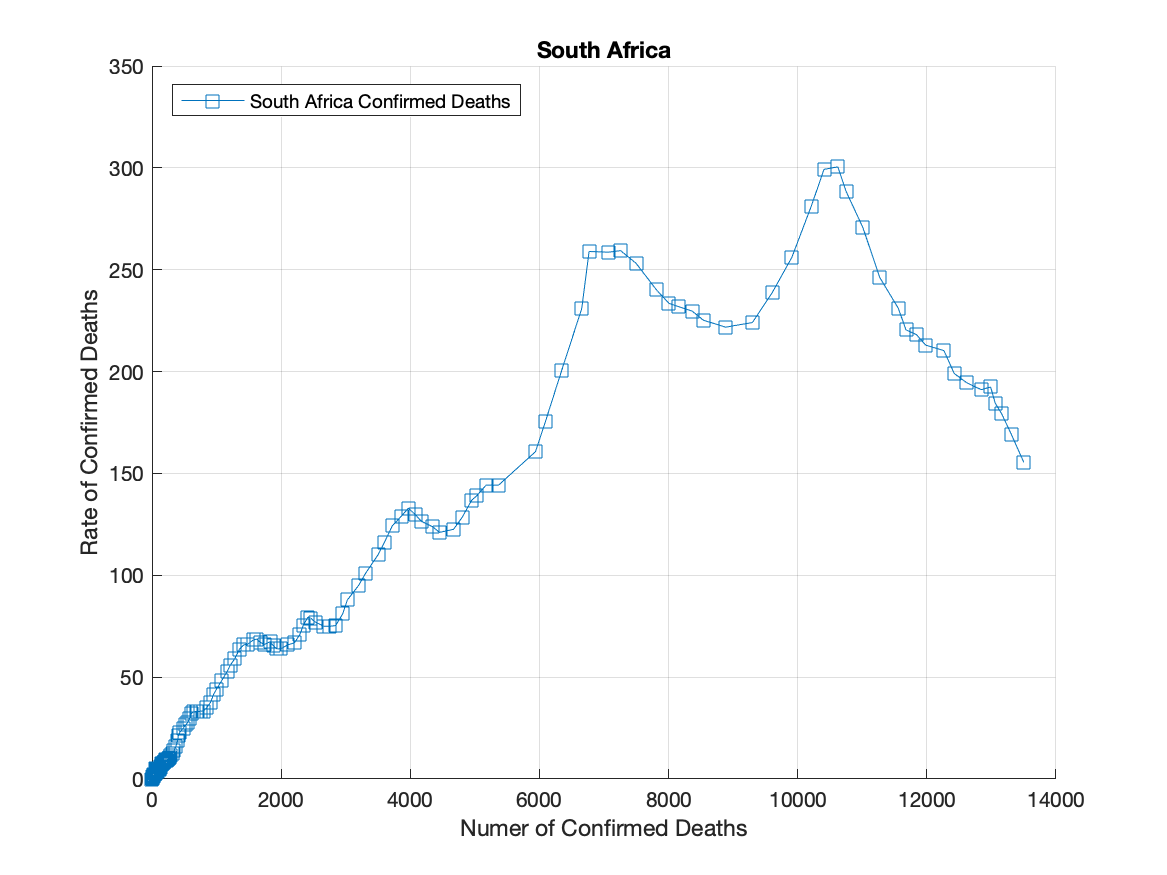 South Africa
South Africa Confirmed Deaths
350
300
250
200
150
100
50
0
Rate of Confirmed Deaths
0 2000 4000 6000 8000 10000 12000 14000
Numer of Confirmed Deaths